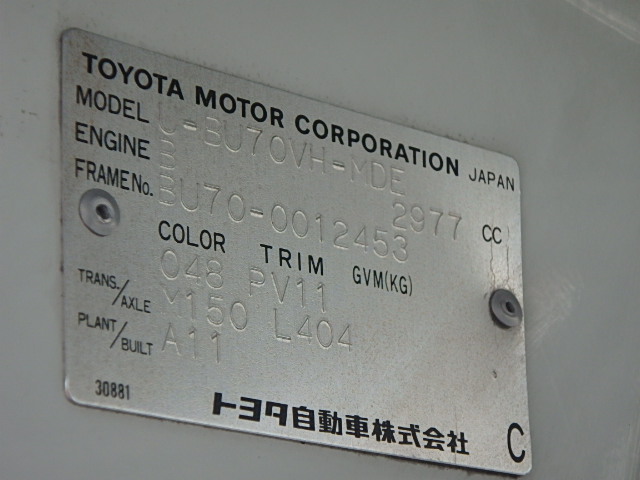 TOYOTA MOTOR CORPORATION JAPAN
MODEL U-BU70VH-MDE
ENGINE B 2977 CC
FRAME No. BU70-0012453
COLOR TRIM GVM(KG)
048 PV11
TRANS./AXLE M150 L404
PLANT/BUILT A11
30881 トヨタ自動車株式会社 C